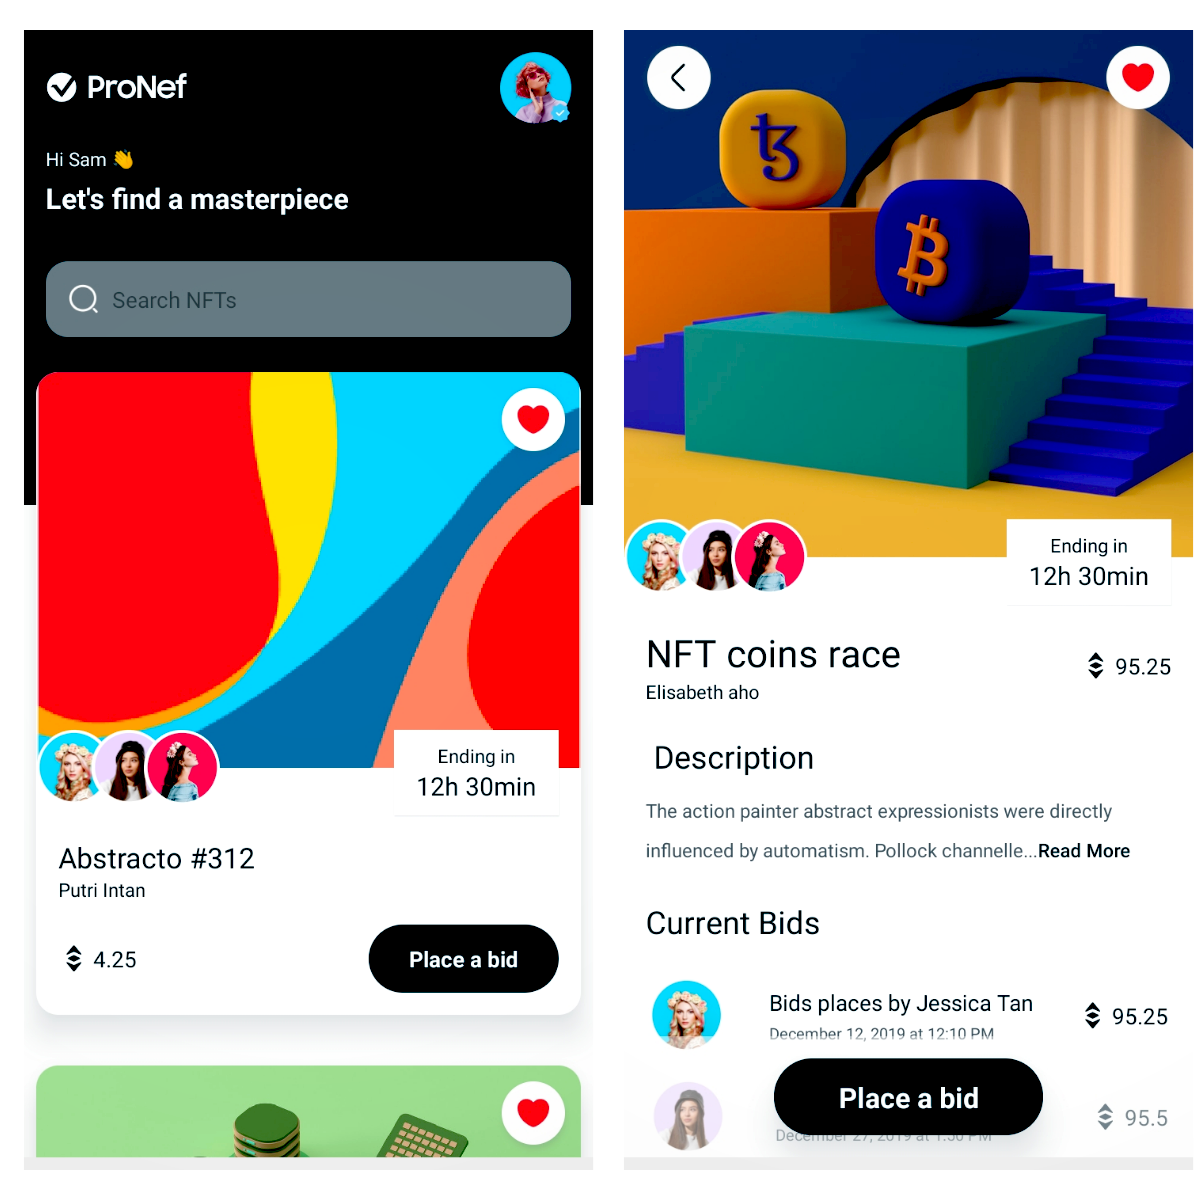 ProNef
Hi Sam 👋
Let's find a masterpiece
Search NFTs
Ending in
12h 30min
Abstracto #312
Putri Intan
4.25
Place a bid
Ending in
12h 30min
NFT coins race
95.25
Elisabeth aho
Description
The action painter abstract expressionists were directly
influenced by automatism. Pollock channelle...Read More
Current Bids
Bids places by Jessica Tan
95.25
December 12, 2019 at 12:10 PM
Place a bid
95.5
December 27, 2019 at 1:50 PM